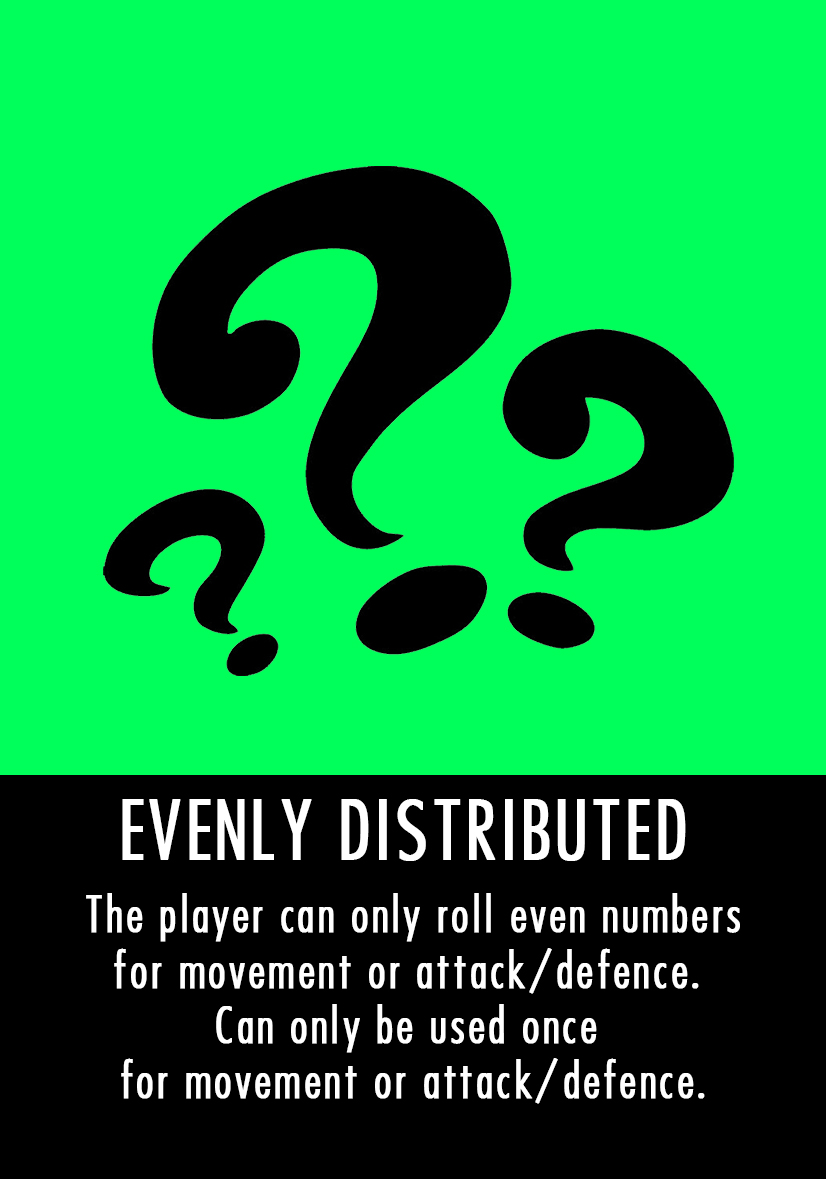 EVENLY DISTRIBUTED
The player can only roll even numbers
for movement or attack/defence.
Can only be used once
for movement or attack/defence.